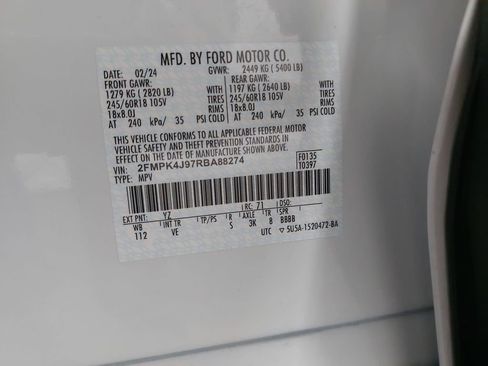 MFD. BY FORD MOTOR CO.
DATE: 02/24 GVWR: 2449 KG ( 5400 LB)
FRONT GAWR: REAR GAWR:
1279 KG ( 2820 LB) 1197 KG ( 2640 LB)
245/60R18 105V TIRES 245/60R18 105V TIRES
18x8.0J RIMS 18x8.0J RIMS
AT 240 kPa/ 35 PSI COLD AT 240 kPa/ 35 PSI COLD
THIS VEHICLE CONFORMS TO ALL APPLICABLE FEDERAL MOTOR
VEHICLE SAFETY AND THEFT PREVENTION STANDARDS IN
EFFECT ON THE DATE OF MANUFACTURE SHOWN ABOVE.
VIN: 2FMPK4J97RBA88274 F0135
TYPE: MPV T0397
EXT PNT: YZ RC: 71 DSO:
WB INT TR TP/PS R AXLE TR SPR
112 VE S 3K 8 BBBB
UTC ▽ 5U5A-1520472-BA